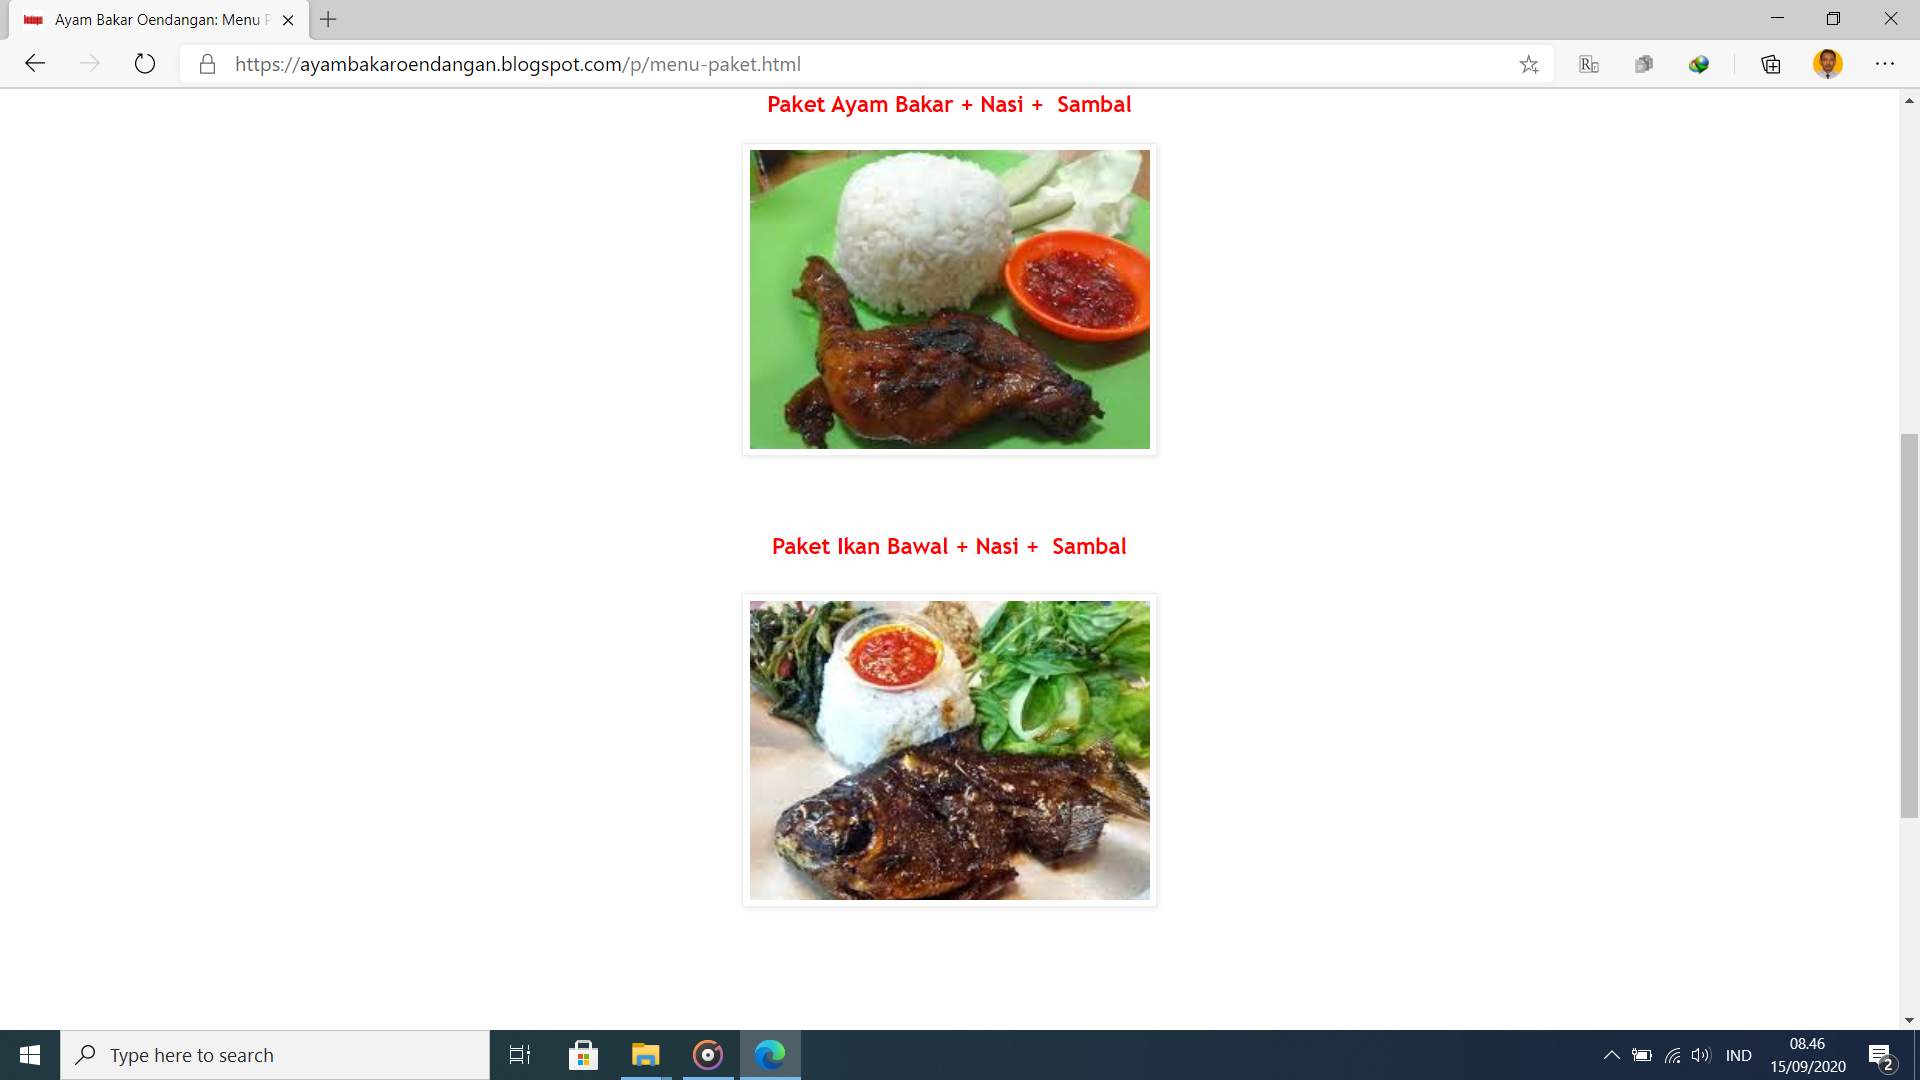 Ayam Bakar Oendangan: Menu P
https://ayambakaroendangan.blogspot.com/p/menu-paket.html
Paket Ayam Bakar + Nasi + Sambal
Paket Ikan Bawal + Nasi + Sambal
Type here to search
IND
08.46
15/09/2020
2